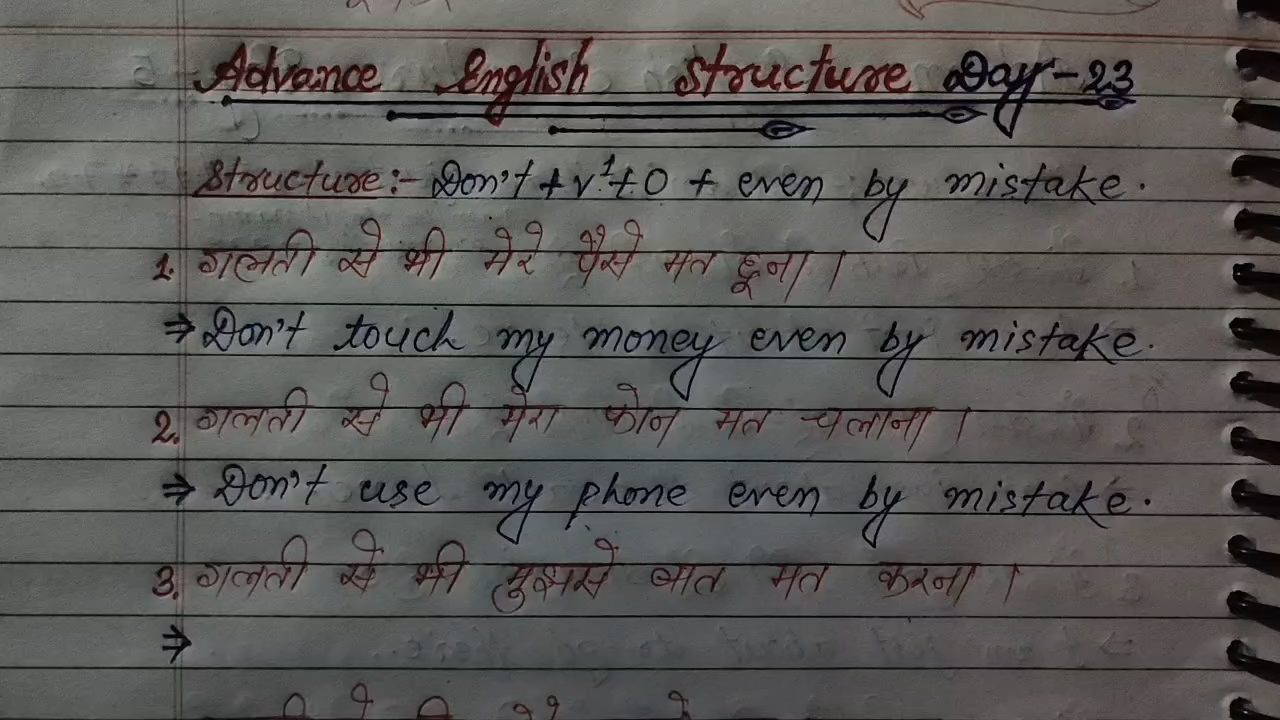 Advance English Structure Day-23
Structure:- Don't + v¹ + O + even by mistake.
1. गलती से भी मेरे पैसे मत छूना।
⇒ Don't touch my money even by mistake.
2. गलती से भी मेरा फोन मत चलाना।
⇒ Don't use my phone even by mistake.
3. गलती से भी मुझसे बात मत करना।
⇒